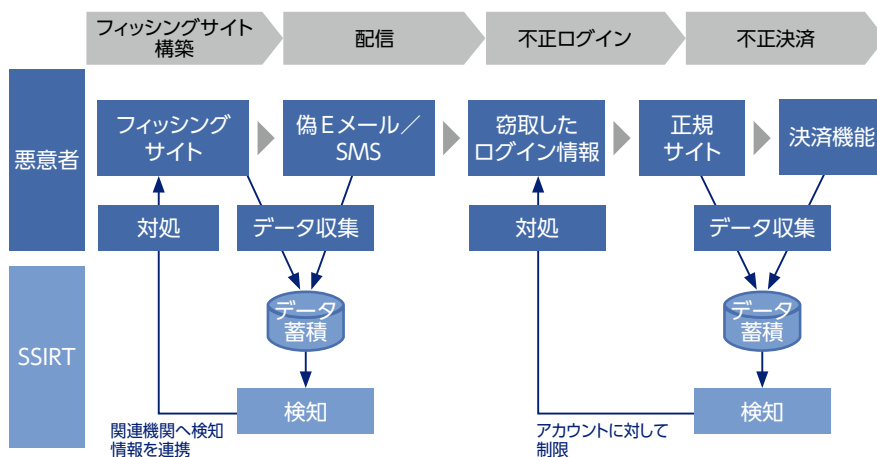 フィッシングサイト
構築
配信
不正ログイン
不正決済
悪意者
フィッシング
サイト
偽Eメール／
SMS
窃取した
ログイン情報
正規
サイト
決済機能
対処
データ収集
対処
データ収集
SSIRT
データ
蓄積
データ
蓄積
検知
検知
関連機関へ検知
情報を連携
アカウントに対して
制限